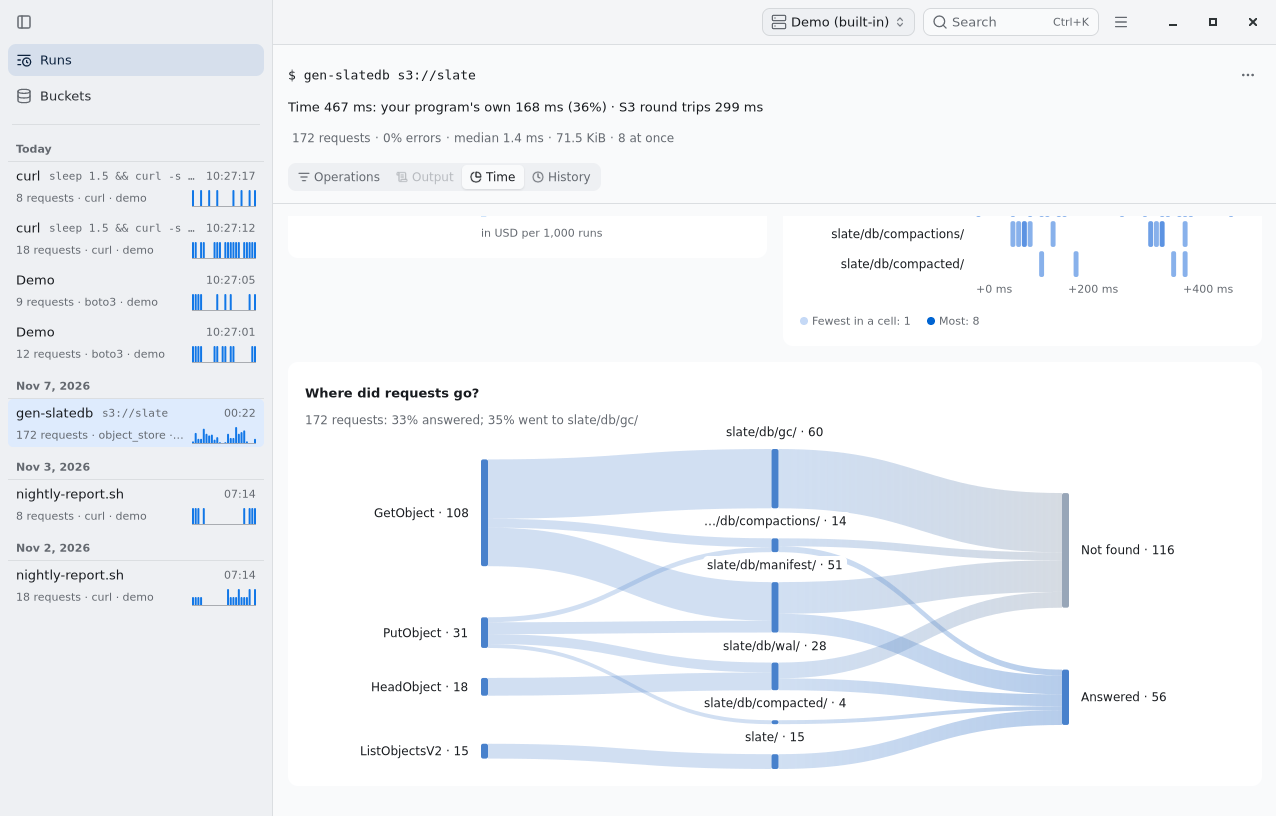 Demo (built-in)
Search
Ctrl+K
Runs
Buckets
Today
curl sleep 1.5 && curl -s … 10:27:17
8 requests · curl · demo
curl sleep 1.5 && curl -s … 10:27:12
18 requests · curl · demo
Demo 10:27:05
9 requests · boto3 · demo
Demo 10:27:01
12 requests · boto3 · demo
Nov 7, 2026
gen-slatedb s3://slate 00:22
172 requests · object_store ·…
Nov 3, 2026
nightly-report.sh 07:14
8 requests · curl · demo
Nov 2, 2026
nightly-report.sh 07:14
18 requests · curl · demo
$ gen-slatedb s3://slate
Time 467 ms: your program's own 168 ms (36%) · S3 round trips 299 ms
172 requests · 0% errors · median 1.4 ms · 71.5 KiB · 8 at once
Operations Output Time History
in USD per 1,000 runs
slate/db/compactions/
slate/db/compacted/
+0 ms +200 ms +400 ms
Fewest in a cell: 1 Most: 8
Where did requests go?
172 requests: 33% answered; 35% went to slate/db/gc/
slate/db/gc/ · 60
GetObject · 108
…/db/compactions/ · 14
Not found · 116
slate/db/manifest/ · 51
PutObject · 31
slate/db/wal/ · 28
HeadObject · 18
Answered · 56
slate/db/compacted/ · 4
slate/ · 15
ListObjectsV2 · 15